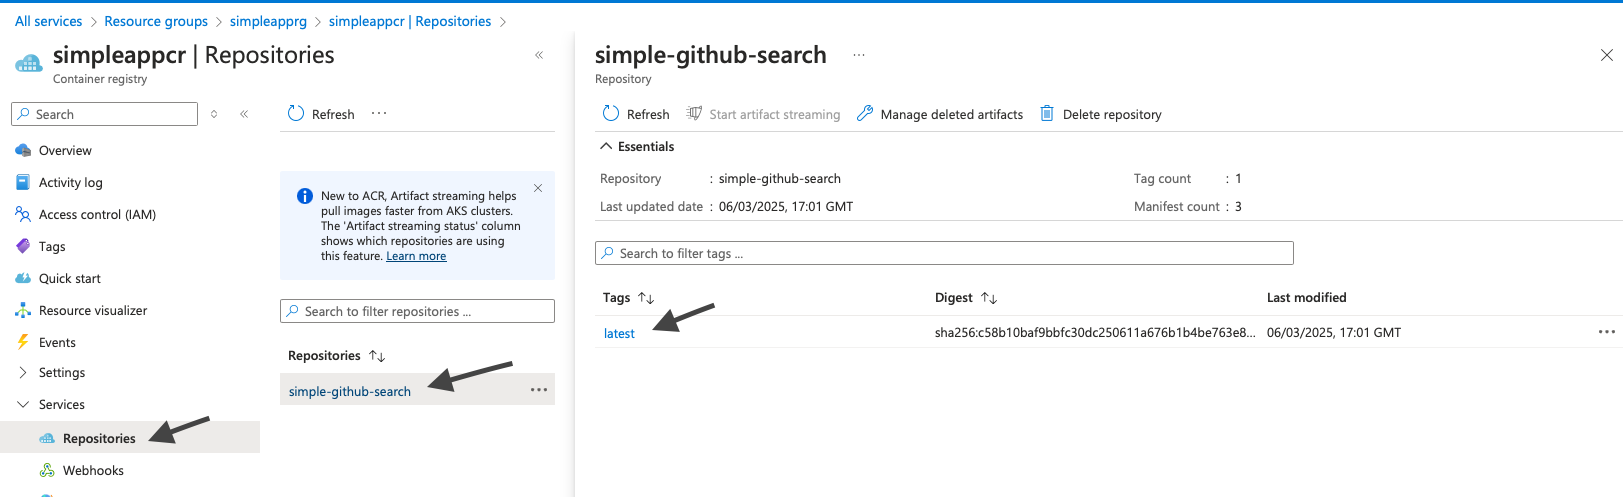 All services > Resource groups > simpleapprg > simpleappcr | Repositories >
simpleappcr | Repositories
Container registry
Search
Overview
Activity log
Access control (IAM)
Tags
Quick start
Resource visualizer
Events
Settings
Services
Repositories
Webhooks
Refresh
New to ACR, Artifact streaming helps
pull images faster from AKS clusters.
The 'Artifact streaming status' column
shows which repositories are using
this feature. Learn more
Search to filter repositories ...
Repositories
simple-github-search
simple-github-search
Repository
Refresh Start artifact streaming Manage deleted artifacts Delete repository
Essentials
Repository : simple-github-search Tag count : 1
Last updated date : 06/03/2025, 17:01 GMT Manifest count : 3
Search to filter tags ...
Tags Digest Last modified
latest sha256:c58b10baf9bbfc30dc250611a676b1b4be763e8... 06/03/2025, 17:01 GMT